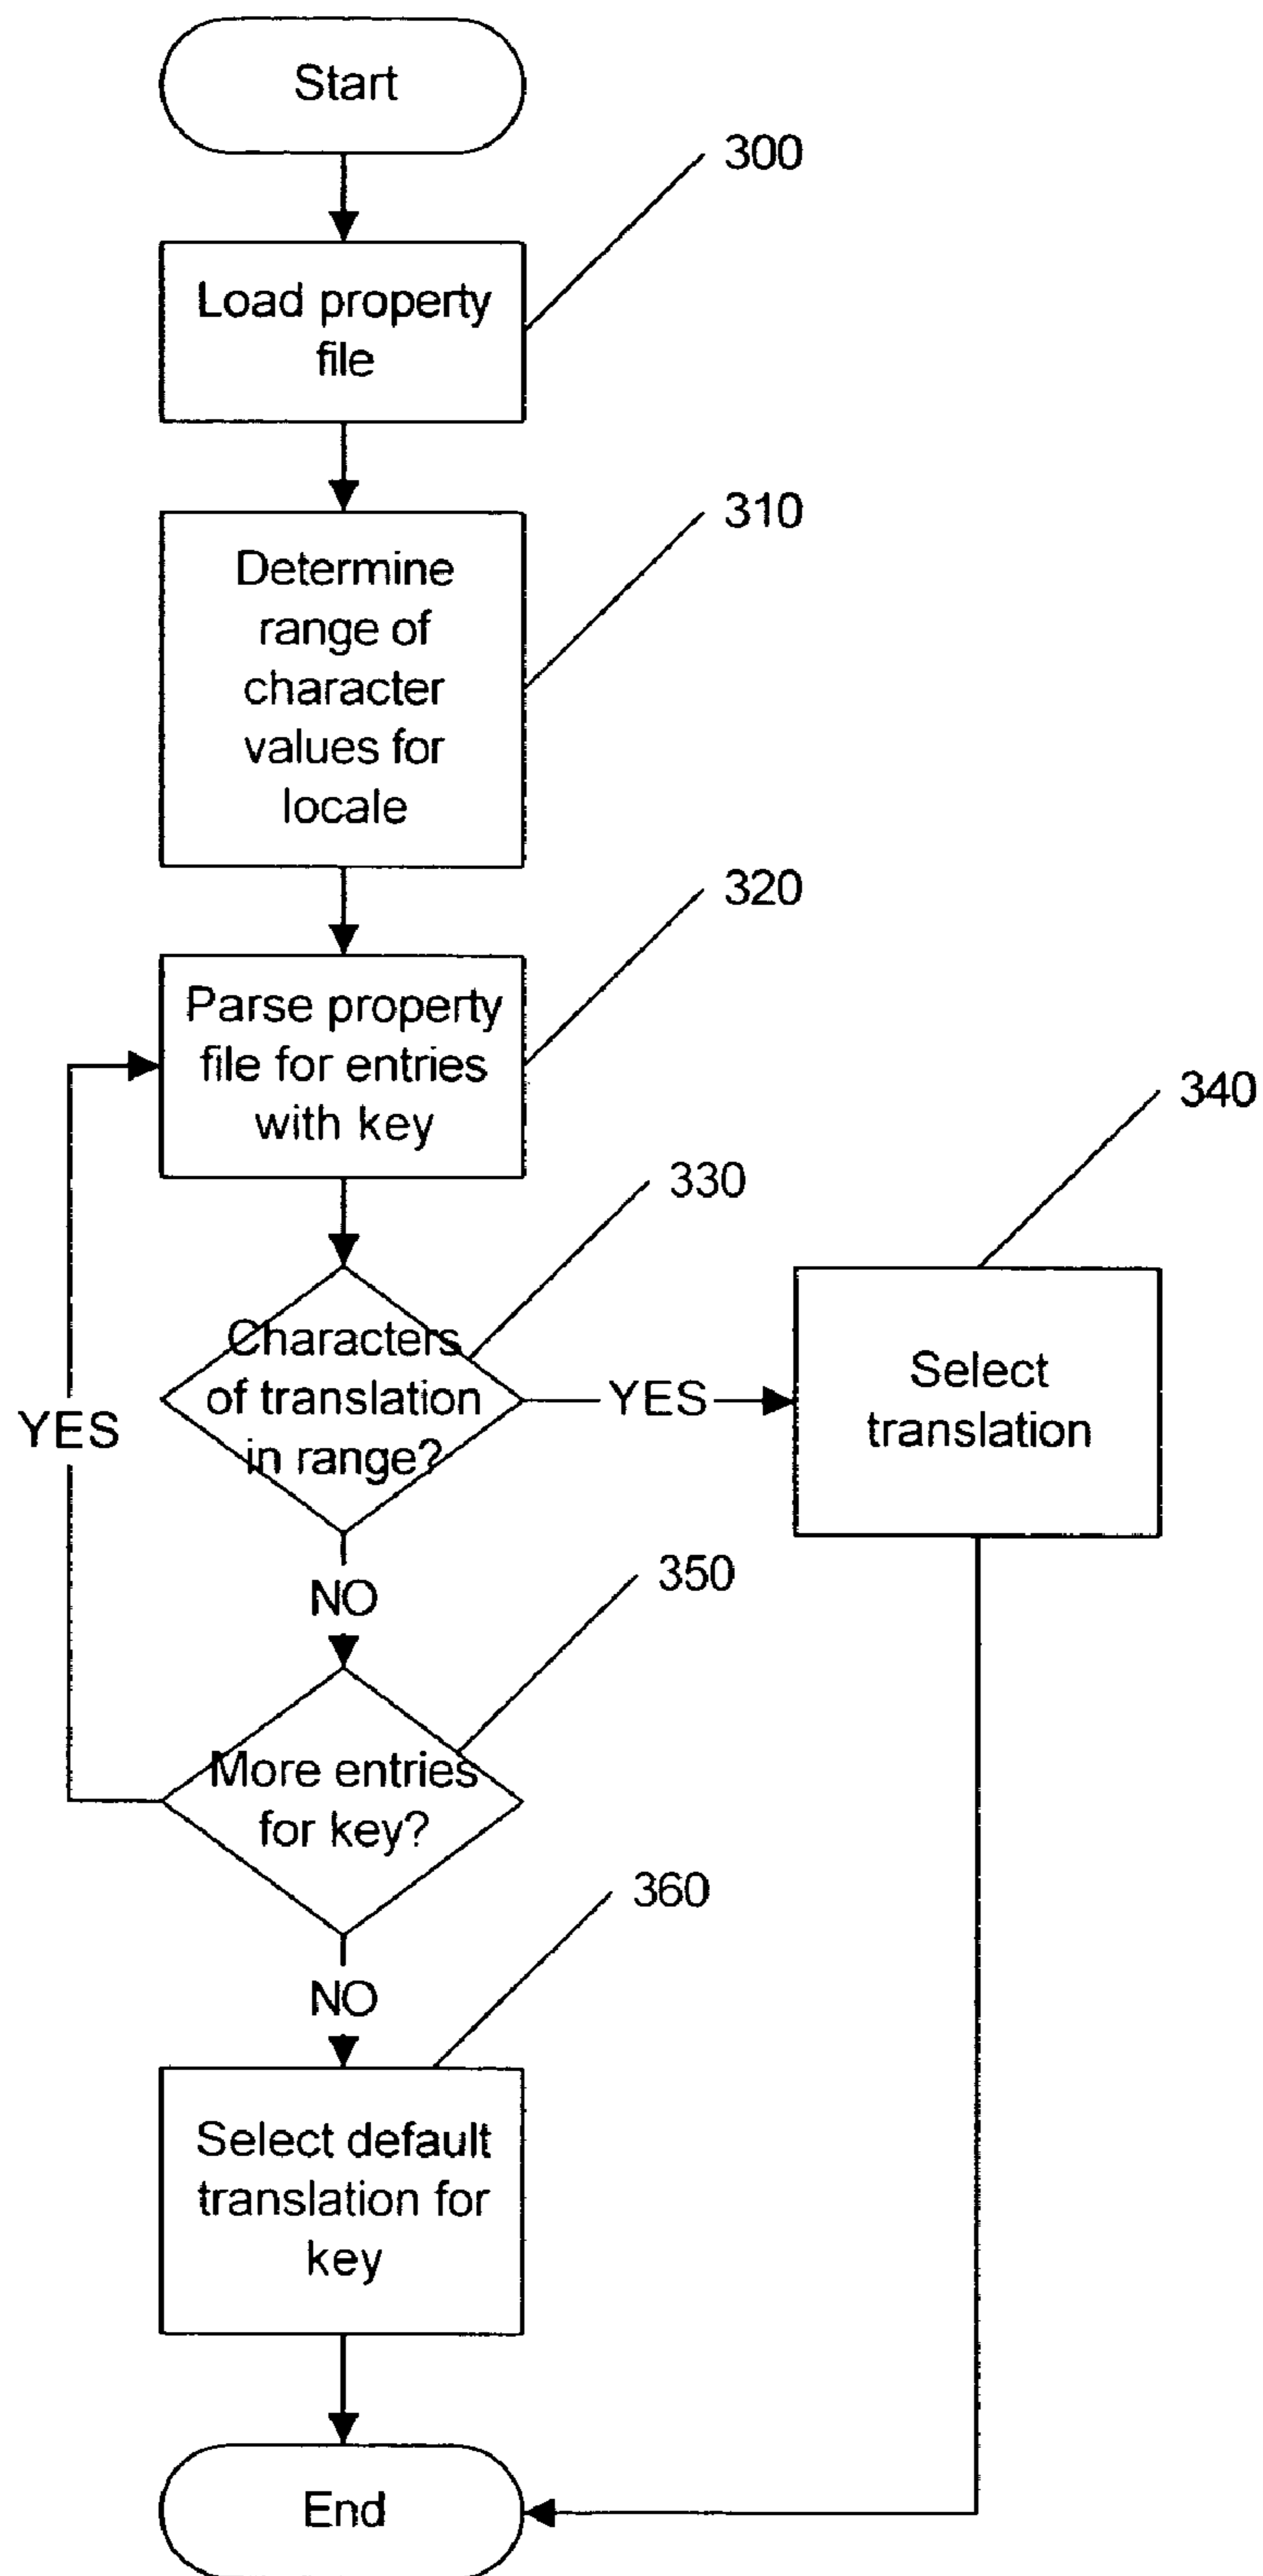 Start
300
Load property
file
310
Determine
range of
character
values for
locale
320
Parse property
file for entries
with key
330
340
Characters
of translation
in range?
YES
Select
translation
YES
NO
350
More entries
for key?
360
NO
Select default
translation for
key
End